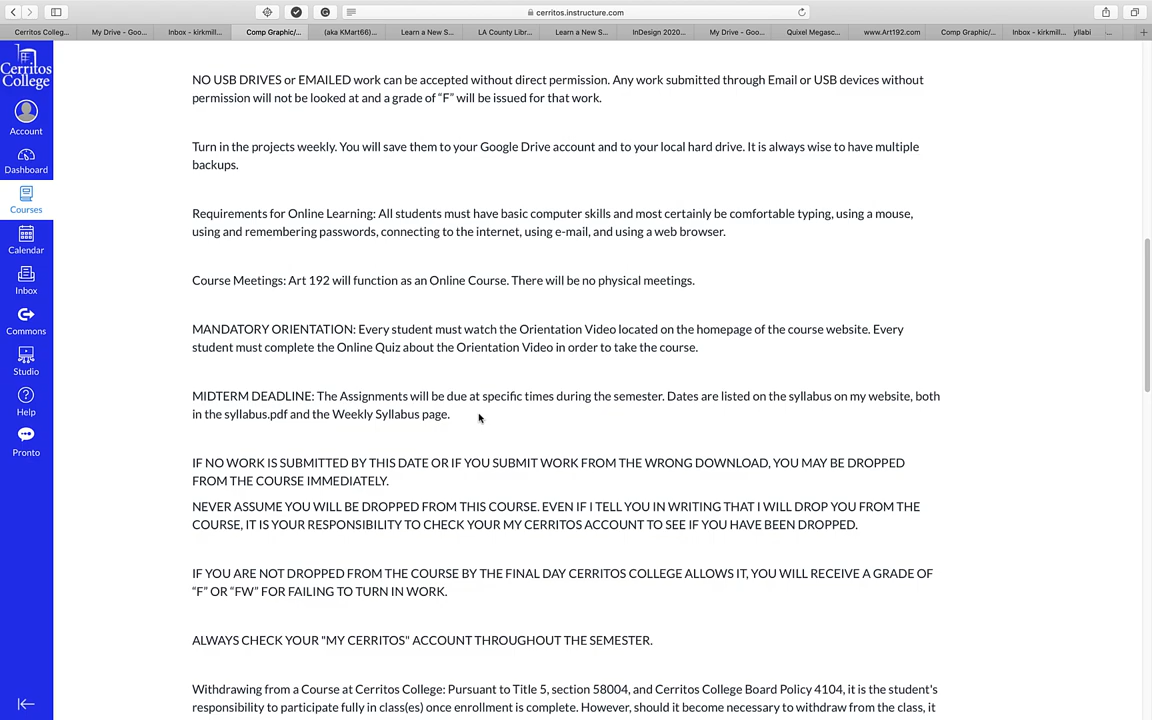 cerritos.instructure.com
Cerritos Colleg...
My Drive - Goo...
Inbox - kirkmill...
Comp Graphic/...
(aka KMart66)...
Learn a New S...
LA County Libr...
Learn a New S...
InDesign 2020...
My Drive - Goo...
Quixel Megasc...
www.Art192.com
Comp Graphic/...
Inbox - kirkmill...
yllabi
...
Cerritos
College
Account
Dashboard
Courses
Calendar
Inbox
Commons
Studio
Help
Pronto
NO USB DRIVES or EMAILED work can be accepted without direct permission. Any work submitted through Email or USB devices without
permission will not be looked at and a grade of “F” will be issued for that work.
Turn in the projects weekly. You will save them to your Google Drive account and to your local hard drive. It is always wise to have multiple
backups.
Requirements for Online Learning: All students must have basic computer skills and most certainly be comfortable typing, using a mouse,
using and remembering passwords, connecting to the internet, using e-mail, and using a web browser.
Course Meetings: Art 192 will function as an Online Course. There will be no physical meetings.
MANDATORY ORIENTATION: Every student must watch the Orientation Video located on the homepage of the course website. Every
student must complete the Online Quiz about the Orientation Video in order to take the course.
MIDTERM DEADLINE: The Assignments will be due at specific times during the semester. Dates are listed on the syllabus on my website, both
in the syllabus.pdf and the Weekly Syllabus page.
IF NO WORK IS SUBMITTED BY THIS DATE OR IF YOU SUBMIT WORK FROM THE WRONG DOWNLOAD, YOU MAY BE DROPPED
FROM THE COURSE IMMEDIATELY.
NEVER ASSUME YOU WILL BE DROPPED FROM THIS COURSE. EVEN IF I TELL YOU IN WRITING THAT I WILL DROP YOU FROM THE
COURSE, IT IS YOUR RESPONSIBILITY TO CHECK YOUR MY CERRITOS ACCOUNT TO SEE IF YOU HAVE BEEN DROPPED.
IF YOU ARE NOT DROPPED FROM THE COURSE BY THE FINAL DAY CERRITOS COLLEGE ALLOWS IT, YOU WILL RECEIVE A GRADE OF
“F” OR “FW” FOR FAILING TO TURN IN WORK.
ALWAYS CHECK YOUR "MY CERRITOS" ACCOUNT THROUGHOUT THE SEMESTER.
Withdrawing from a Course at Cerritos College: Pursuant to Title 5, section 58004, and Cerritos College Board Policy 4104, it is the student's
responsibility to participate fully in class(es) once enrollment is complete. However, should it become necessary to withdraw from the class, it